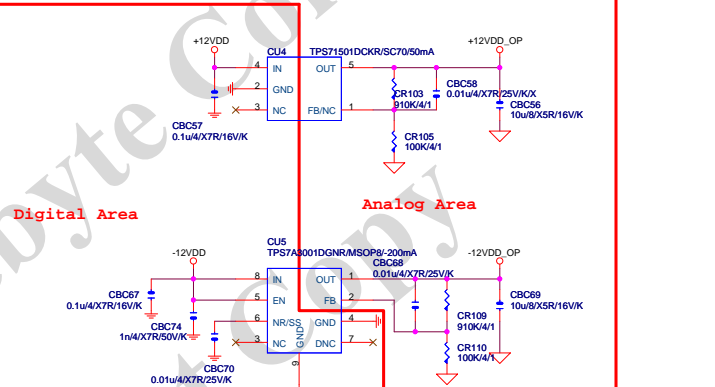 +12VDD
CU4
TPS71501DCKR/SC70/50mA
+12VDD_OP
4
IN
OUT
5
2
GND
3
NC
FB/NC
1
CBC57
0.1u/4/X7R/16V/K
CR103
910K/4/1
CBC58
0.01u/4/X7R/25V/K/X
CBC56
10u/8/X5R/16V/K
CR105
100K/4/1
Digital Area
Analog Area
-12VDD
CU5
TPS7A3001DGNR/MSOP8/-200mA
-12VDD_OP
CBC68
0.01u/4/X7R/25V/K
8
IN
OUT
1
5
EN
FB
2
6
NR/SS
GND
4
3
NC
GND
DNC
7
9
CBC67
0.1u/4/X7R/16V/K
CBC74
1n/4/X7R/50V/K
CBC70
0.01u/4/X7R/25V/K
CR109
910K/4/1
CBC69
10u/8/X5R/16V/K
CR110
100K/4/1
byte Copy
t Copy